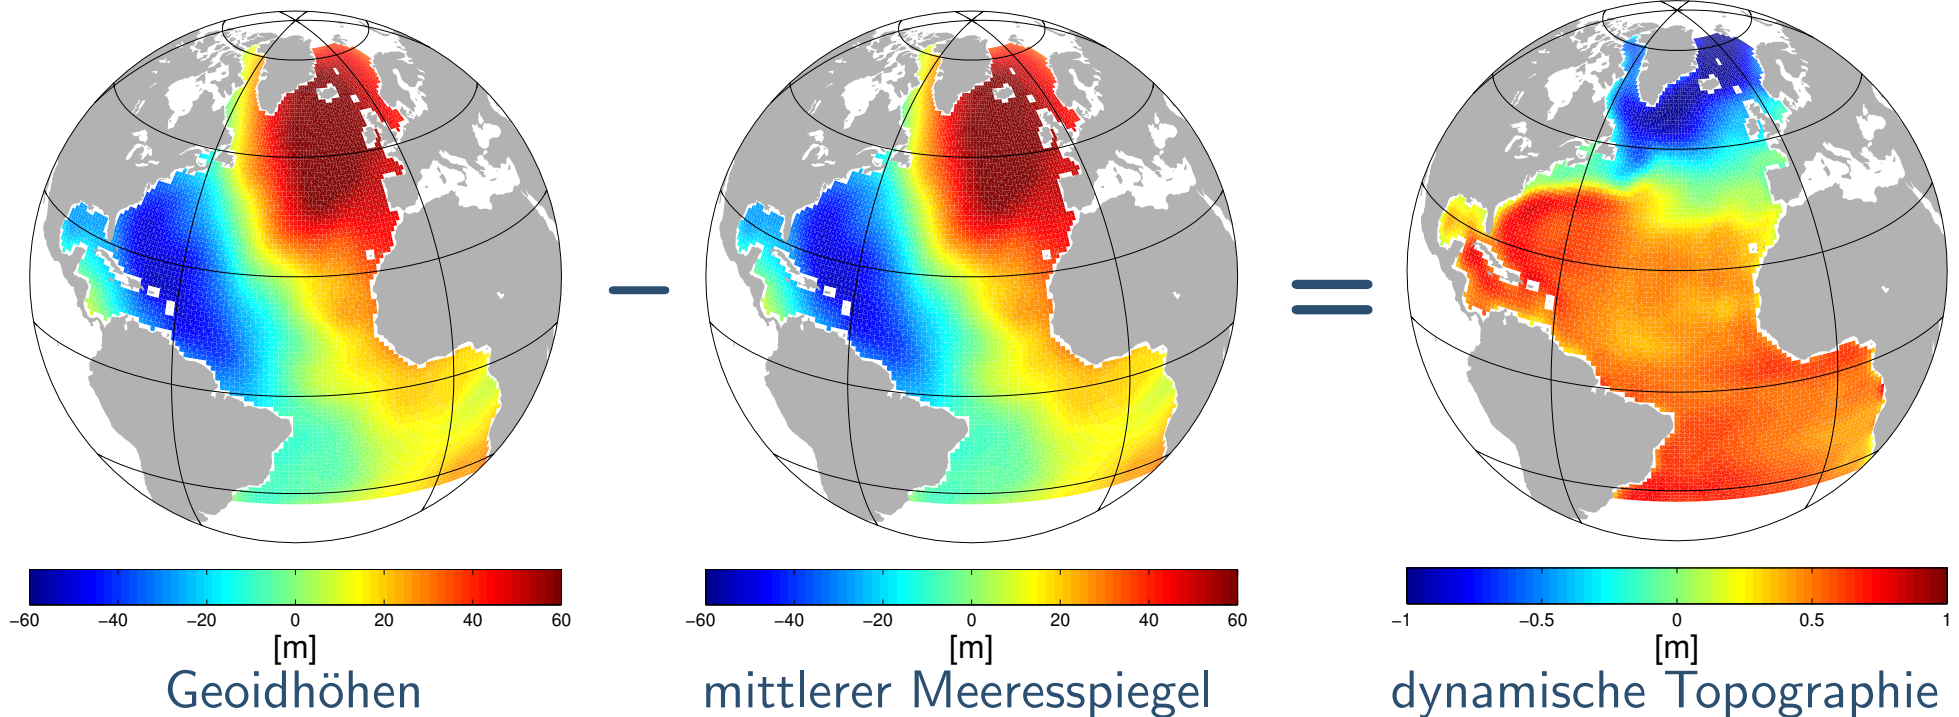 −60 −40 −20 0 20 40 60
[m]
Geoidhöhen
−
−60 −40 −20 0 20 40 60
[m]
mittlerer Meeresspiegel
=
−1 −0.5 0 0.5 1
[m]
dynamische Topographie